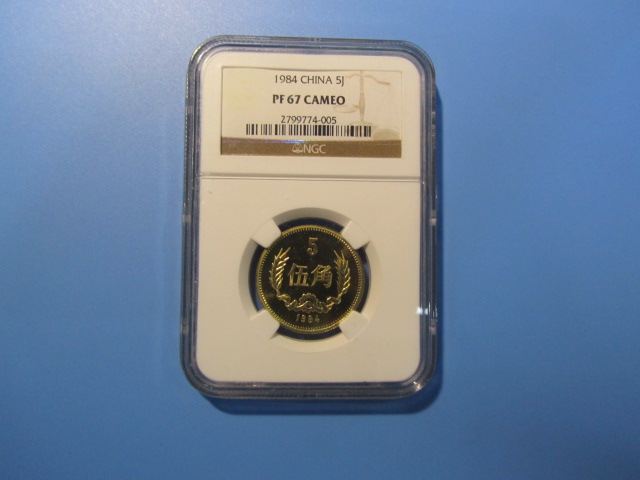 1984 CHINA 5J
PF 67 CAMEO
2799774-005
NGC
5
伍角
1984